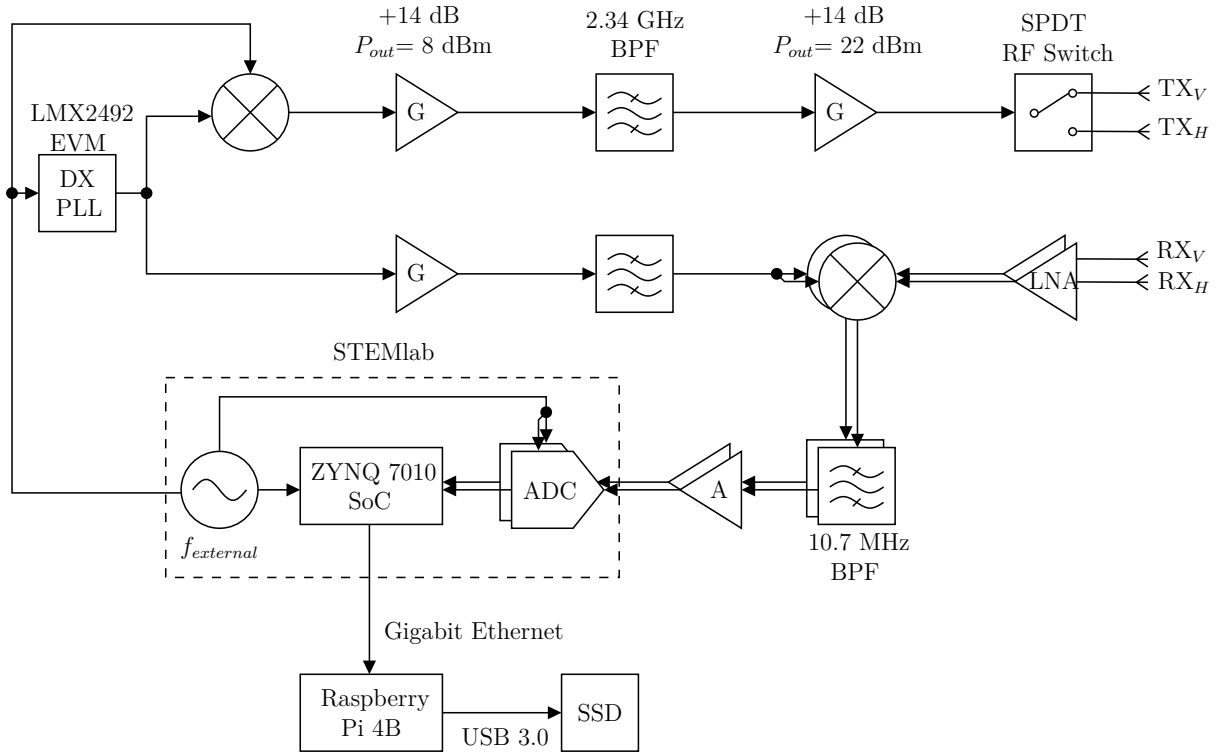 +14 dB
P_out= 8 dBm
2.34 GHz
BPF
+14 dB
P_out= 22 dBm
SPDT
RF Switch
LMX2492
EVM
G
G
TX_V
TX_H
DX
PLL
G
LNA
RX_V
RX_H
STEMlab
ZYNQ 7010
SoC
ADC
A
f_external
10.7 MHz
BPF
Gigabit Ethernet
Raspberry
Pi 4B
USB 3.0
SSD